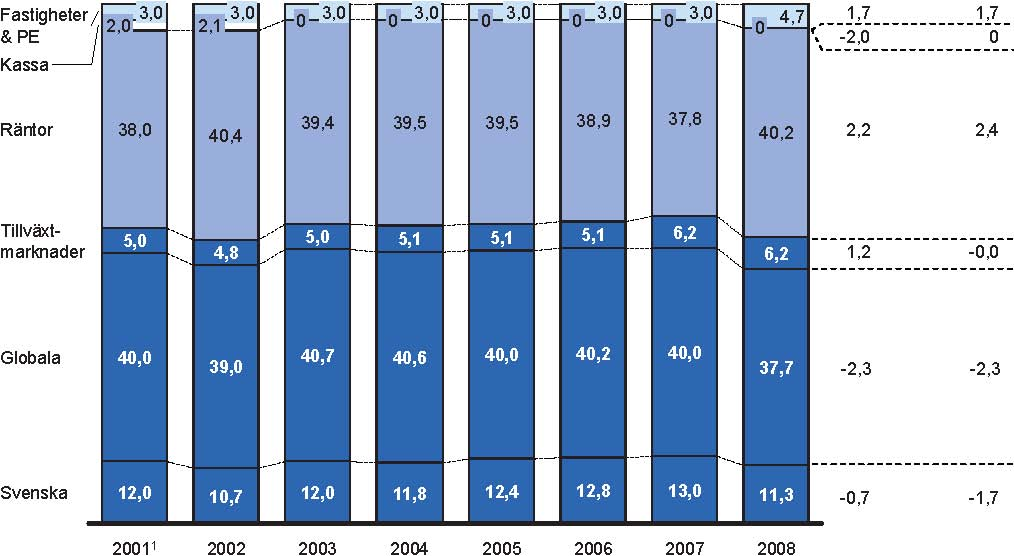 Fastigheter 3,0 3,0 3,0 3,0 3,0 3,0 3,0 4,7 1,7 1,7
& PE 2,0 2,1 0 0 0 0 0 0 -2,0 0
Kassa
Räntor 38,0 40,4 39,4 39,5 39,5 38,9 37,8 40,2 2,2 2,4
Tillväxt-
marknader 5,0 4,8 5,0 5,1 5,1 5,1 6,2 6,2 1,2 -0,0
Globala 40,0 39,0 40,7 40,6 40,0 40,2 40,0 37,7 -2,3 -2,3
Svenska 12,0 10,7 12,0 11,8 12,4 12,8 13,0 11,3 -0,7 -1,7
2001¹ 2002 2003 2004 2005 2006 2007 2008